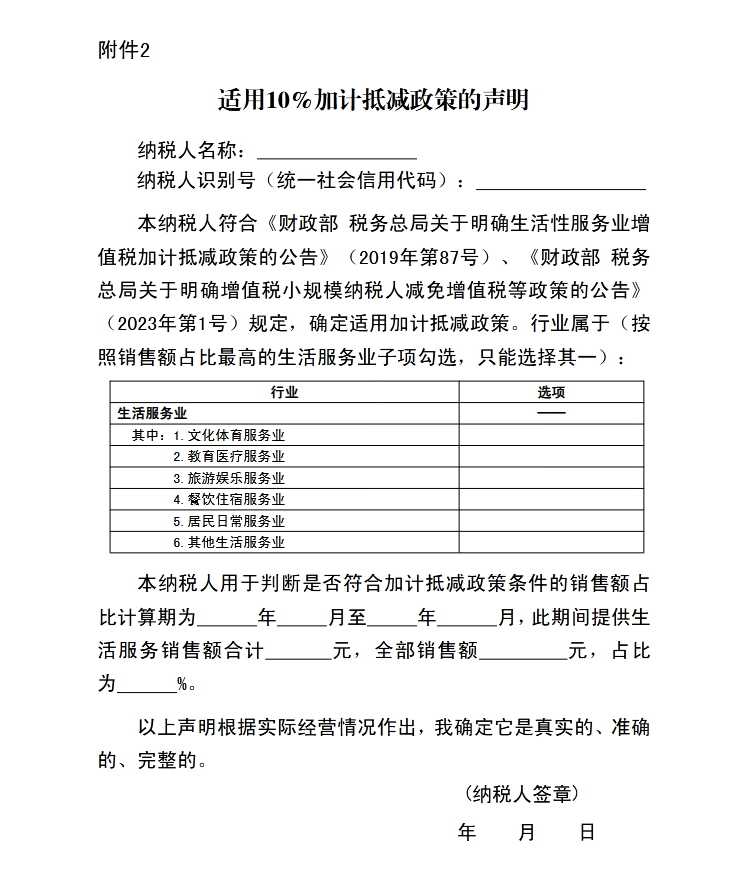 附件2
适用10%加计抵减政策的声明
纳税人名称：________________
纳税人识别号（统一社会信用代码）：_________________
本纳税人符合《财政部 税务总局关于明确生活性服务业增
值税加计抵减政策的公告》（2019年第87号）、《财政部 税务
总局关于明确增值税小规模纳税人减免增值税等政策的公告》
（2023年第1号）规定，确定适用加计抵减政策。行业属于（按
照销售额占比最高的生活服务业子项勾选，只能选择其一）：
行业 选项
生活服务业 ——
其中：1.文化体育服务业
2.教育医疗服务业
3.旅游娱乐服务业
4.餐饮住宿服务业
5.居民日常服务业
6.其他生活服务业
本纳税人用于判断是否符合加计抵减政策条件的销售额占
比计算期为______年_____月至_____年______月，此期间提供生
活服务销售额合计______元，全部销售额________元，占比
为______%。
以上声明根据实际经营情况作出，我确定它是真实的、准确
的、完整的。
（纳税人签章）
年 月 日